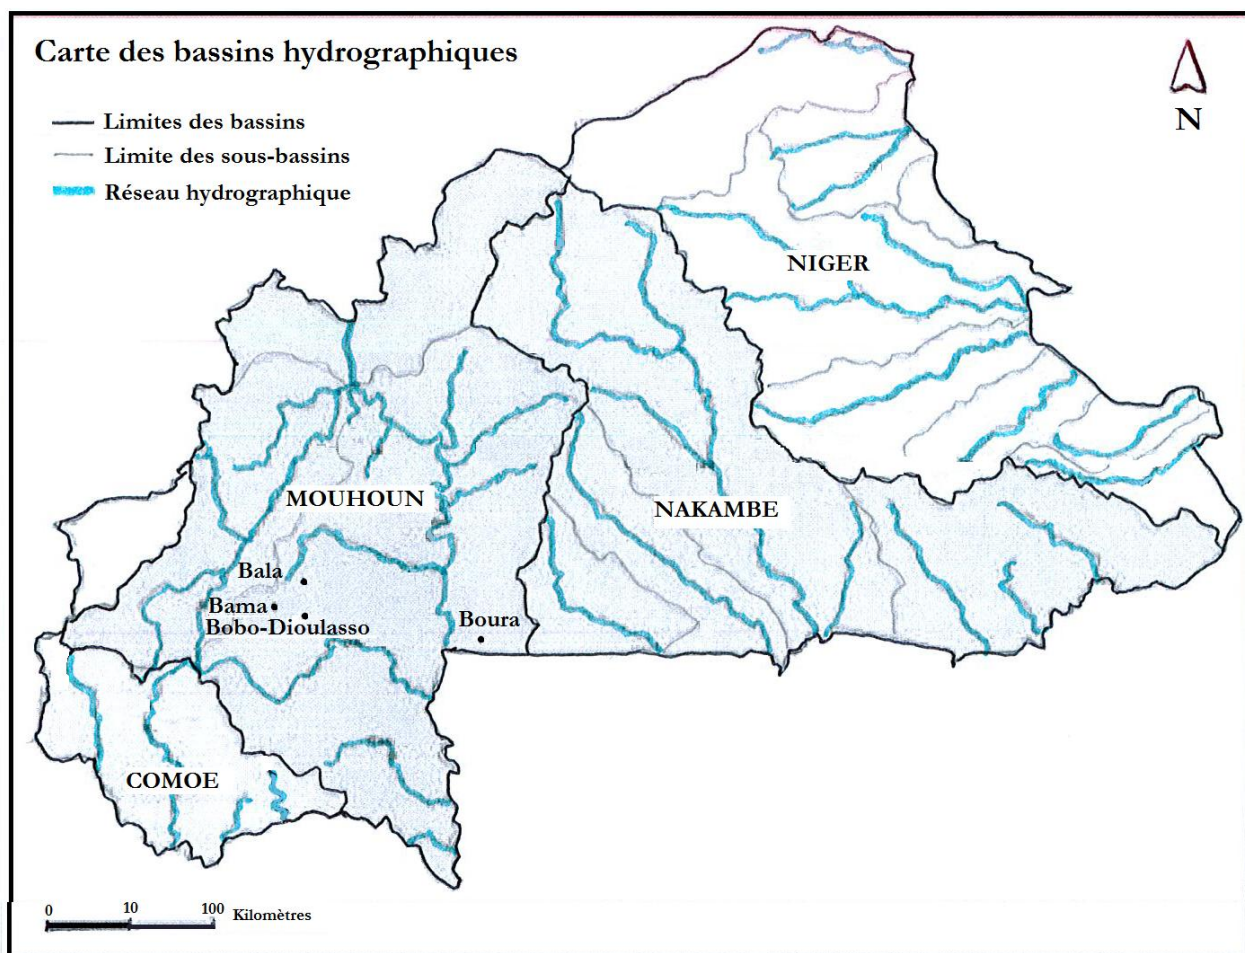 Carte des bassins hydrographiques
N
Limites des bassins
Limite des sous-bassins
Réseau hydrographique
NIGER
MOUHOUN
NAKAMBE
Bala
Bama
Bobo-Dioulasso
Boura
COMOE
0 10 100 Kilomètres